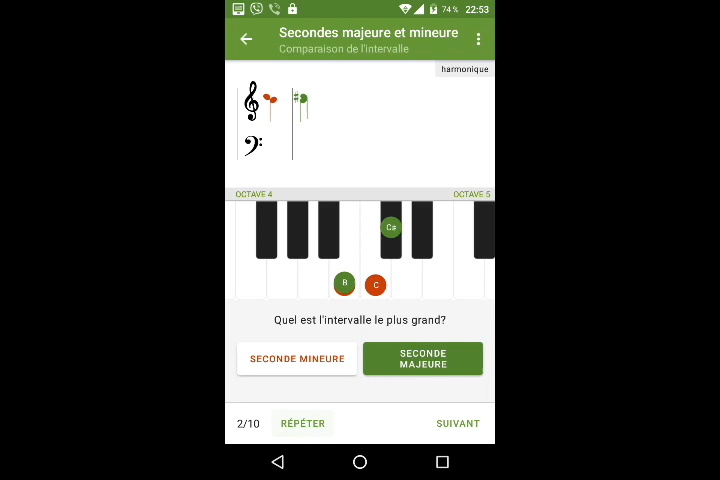 74 % 22:53
Secondes majeure et mineure
Comparaison de l'intervalle
harmonique
OCTAVE 4 OCTAVE 5
C#
B C
Quel est l'intervalle le plus grand?
SECONDE MINEURE
SECONDE
MAJEURE
2/10 RÉPÉTER SUIVANT